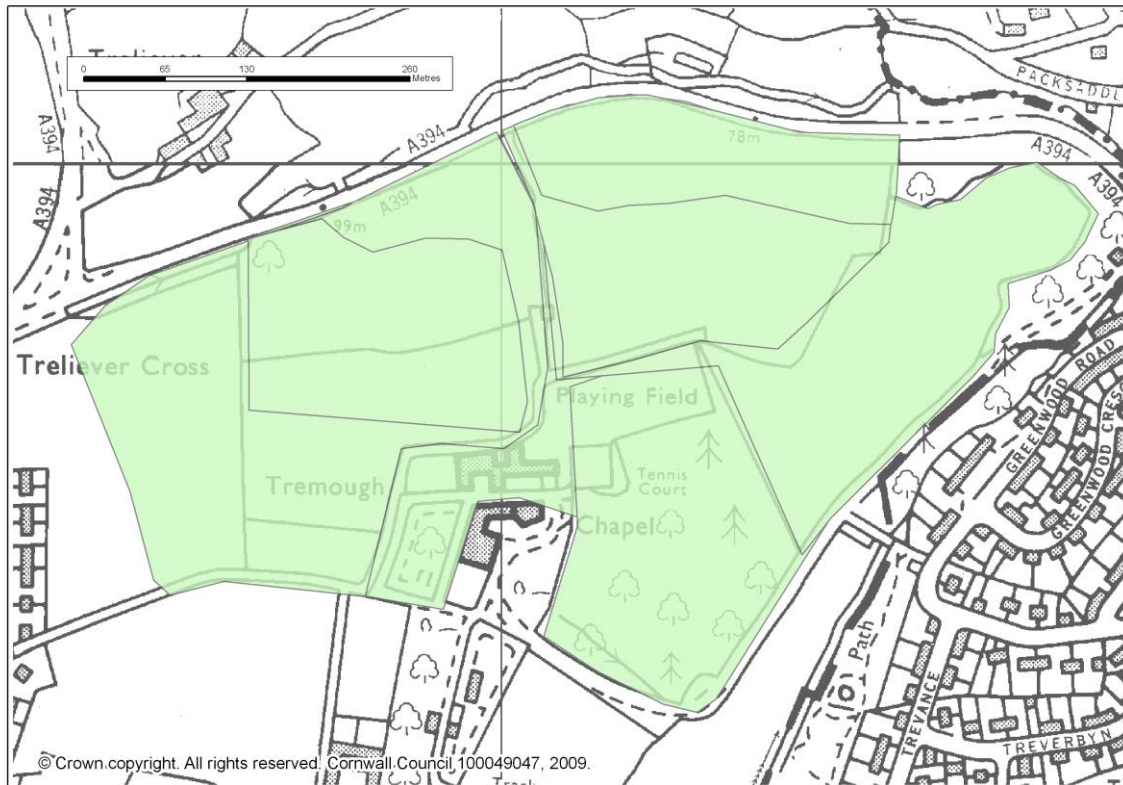 Treliever
0 65 130 260
Metres
PACKSADDL
A394
A394
78m
A394
A394
A394
A394
99m
Treliever Cross
Playing Field
Tremough
Tennis
Court
Chapel
GREENWOOD ROAD
GREENWOOD CRES
Path
TREVANCE
TREVERBYN
© Crown copyright. All rights reserved. Cornwall Council 100049047, 2009.
Track